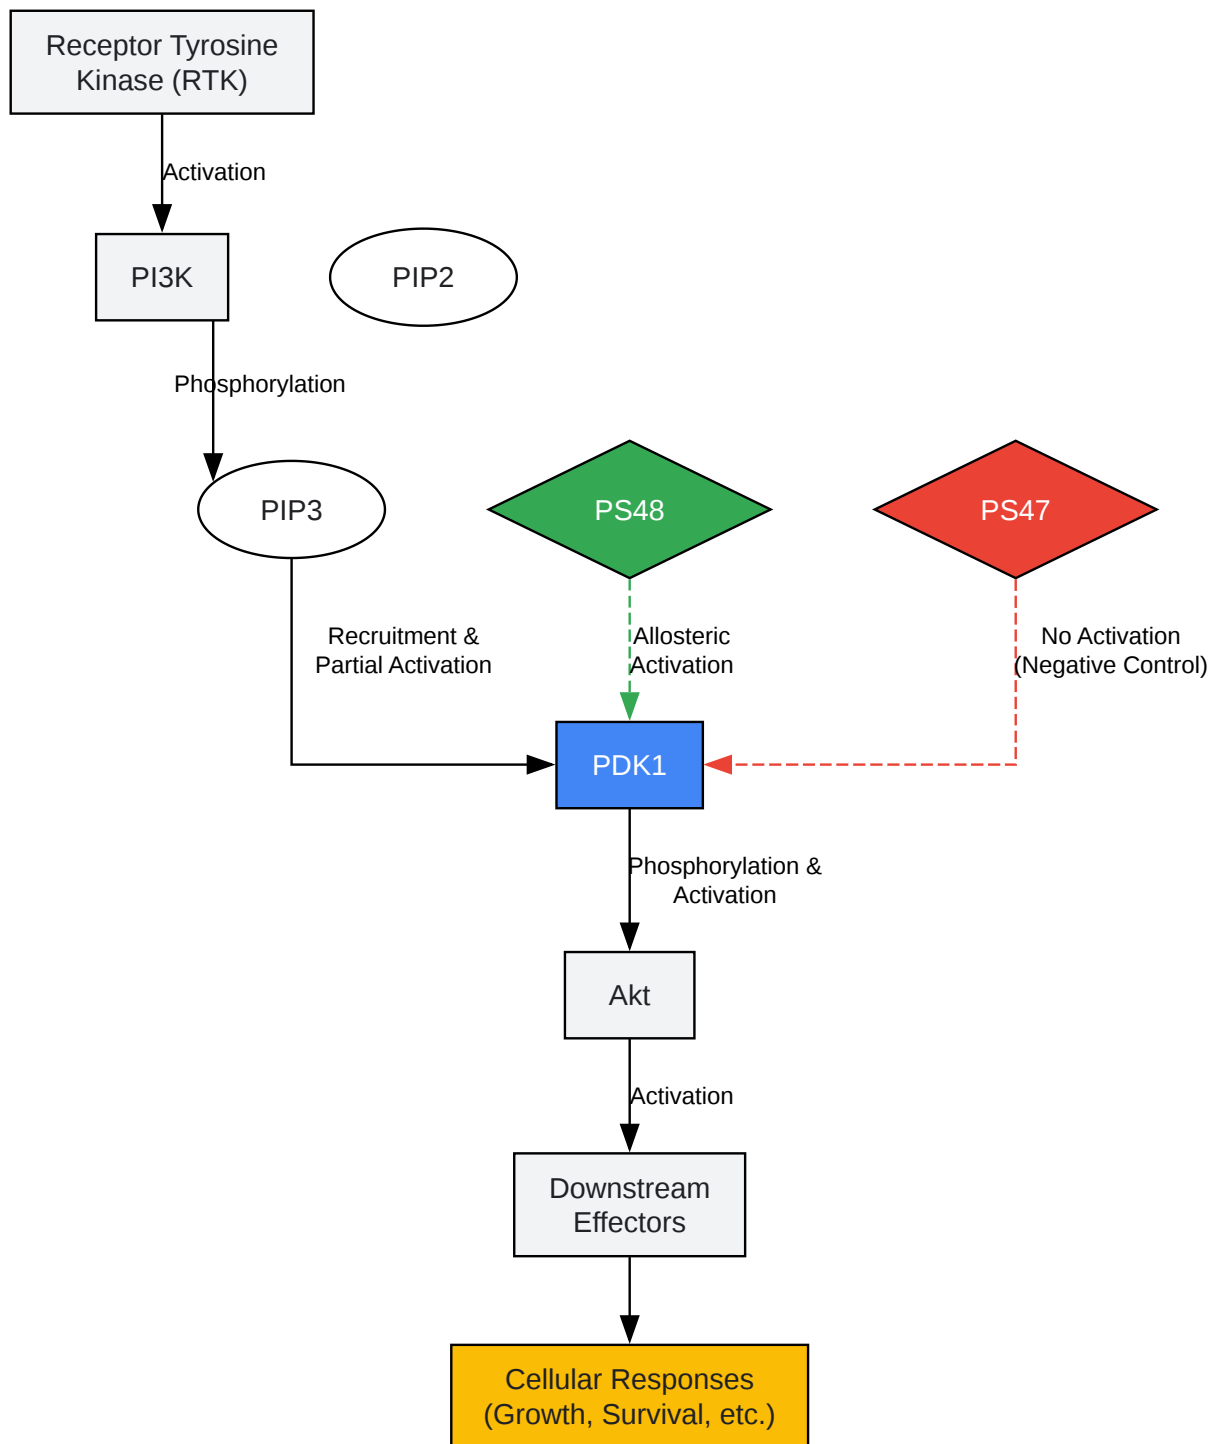 Receptor Tyrosine
Kinase (RTK)
Activation
PI3K
PIP2
Phosphorylation
PIP3
PS48
PS47
Recruitment &
Partial Activation
Allosteric
Activation
No Activation
(Negative Control)
PDK1
Phosphorylation &
Activation
Akt
Activation
Downstream
Effectors
Cellular Responses
(Growth, Survival, etc.)